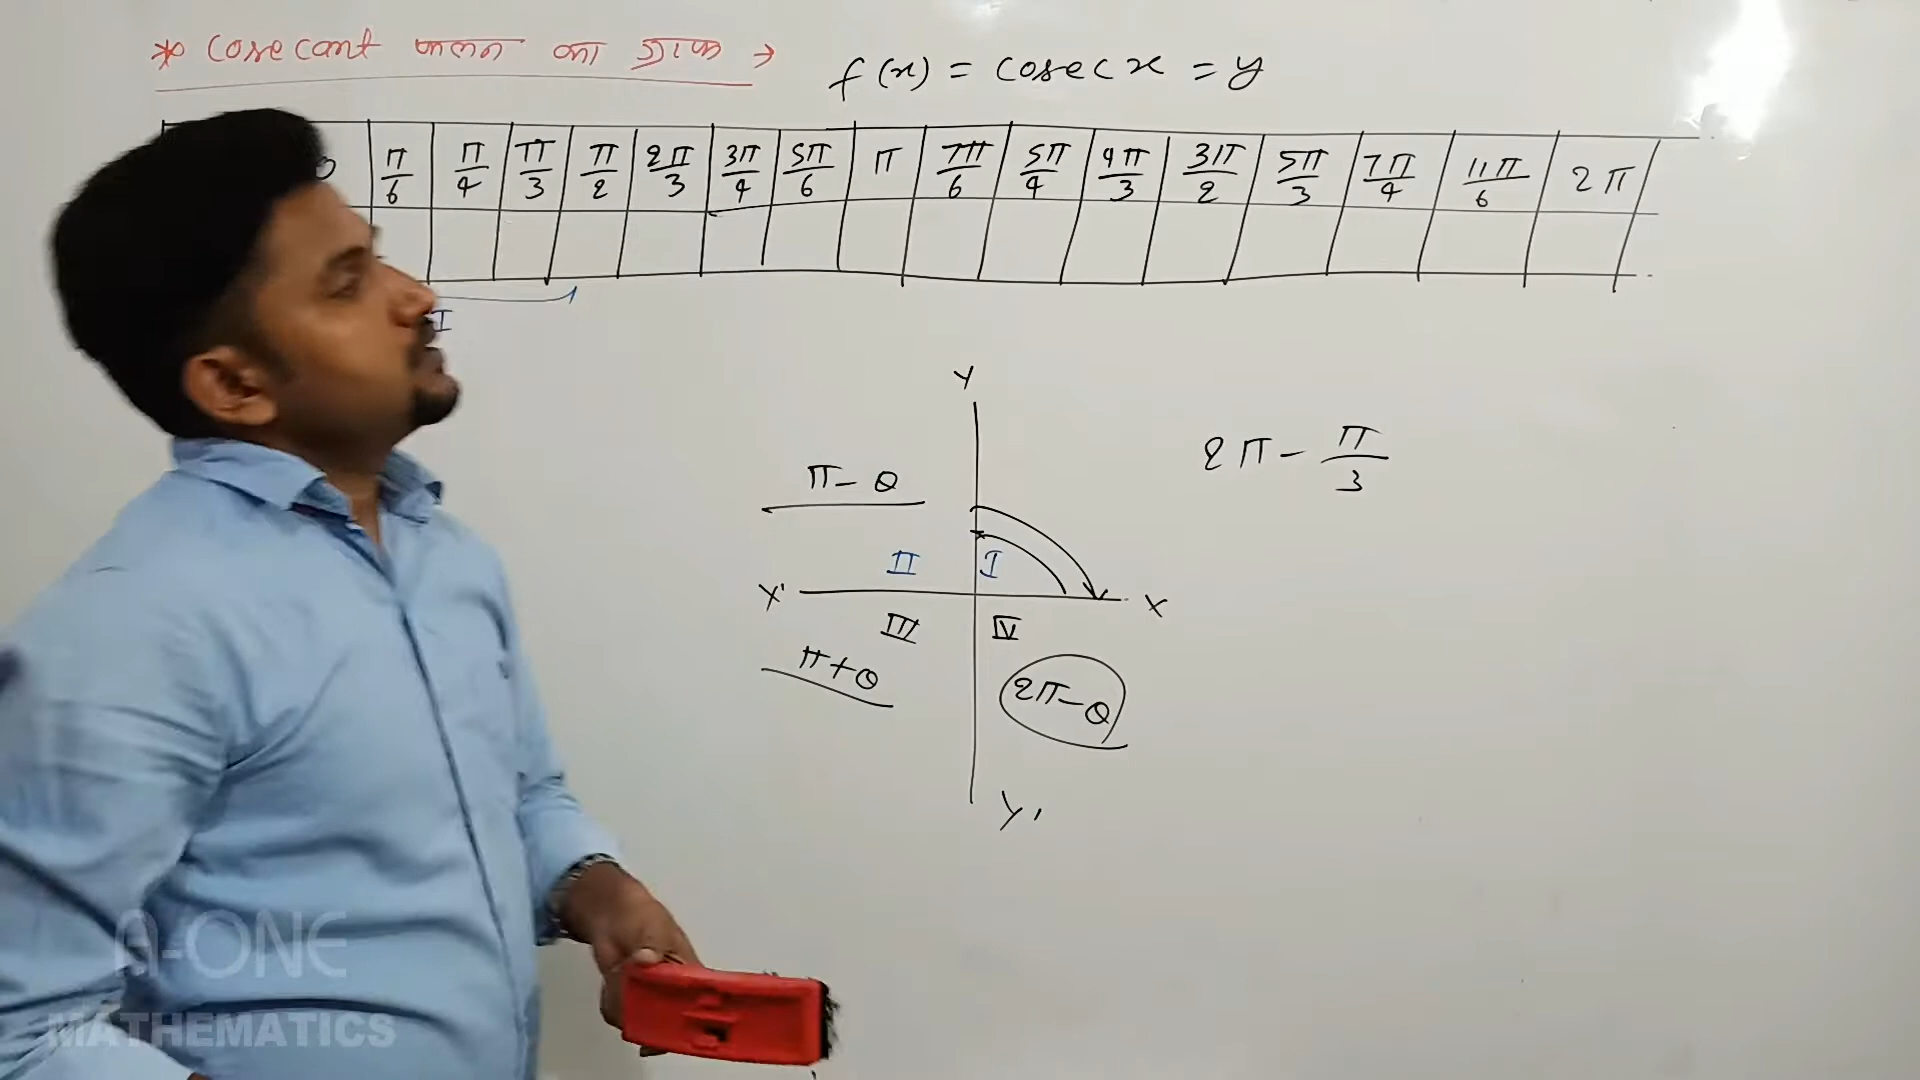 * Cosecant फलन का ग्राफ →
f(x) = cosec x = y
0 π/6 π/4 π/3 π/2 2π/3 3π/4 5π/6 π 7π/6 5π/4 4π/3 3π/2 5π/3 7π/4 11π/6 2π
I
Y
2π - π/3
π - θ
II I
X' X
III IV
π + θ
2π - θ
Y'
A-ONE
MATHEMATICS